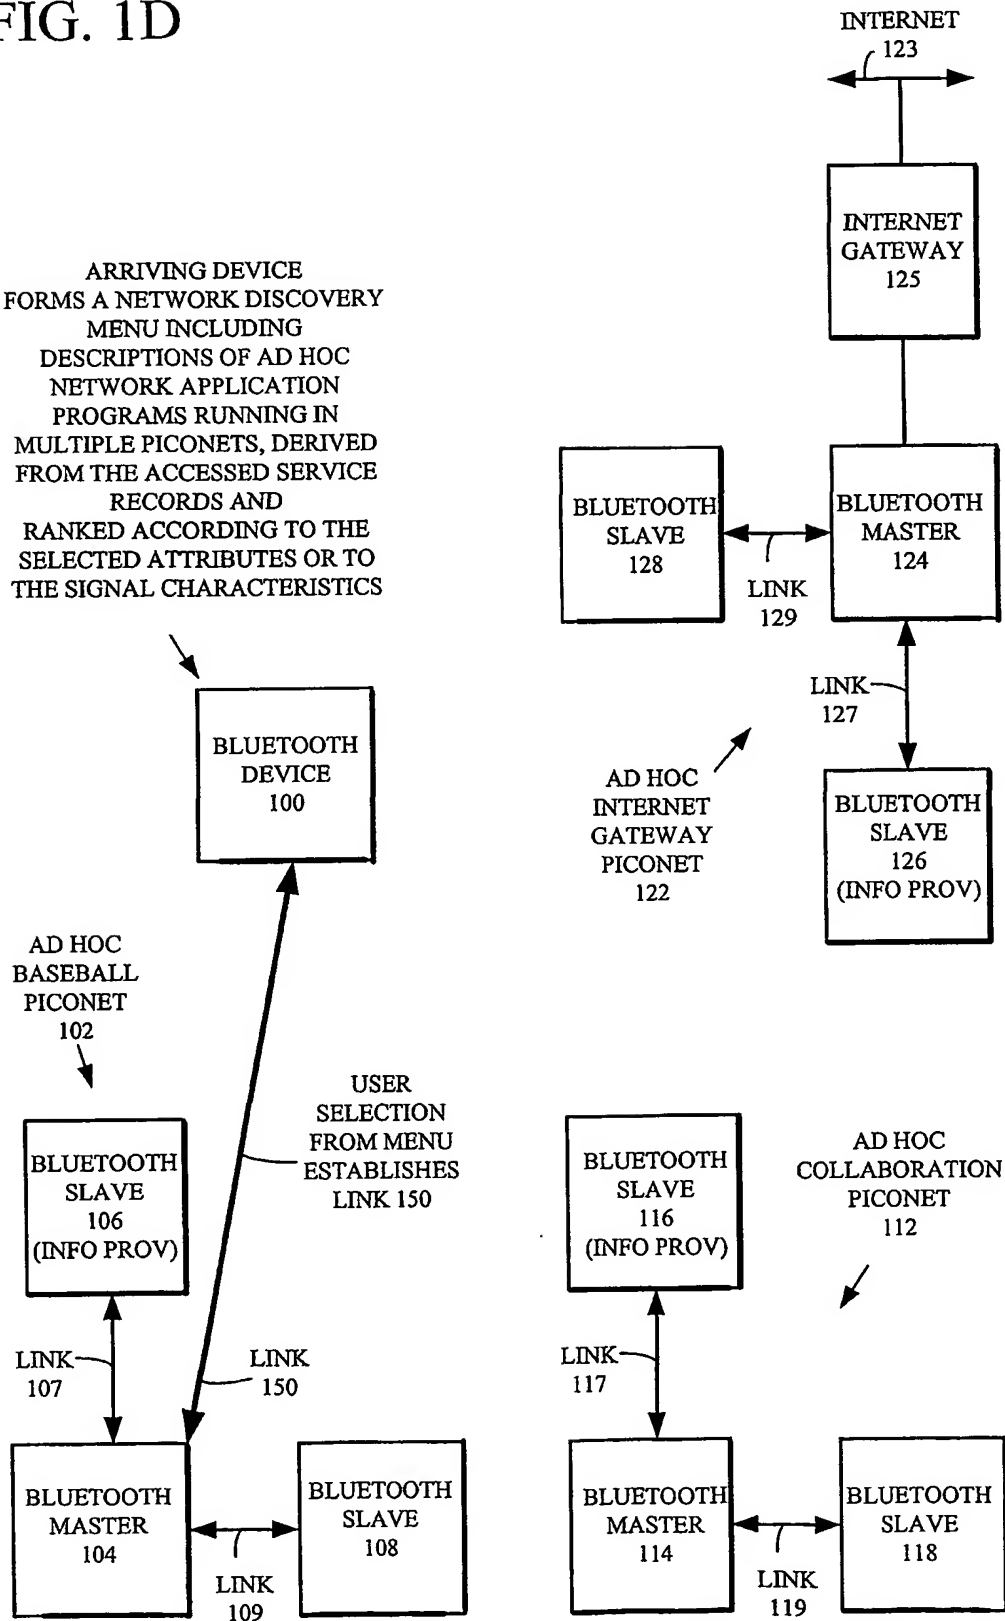 FIG. 1D
INTERNET
123
INTERNET
GATEWAY
125
ARRIVING DEVICE
FORMS A NETWORK DISCOVERY
MENU INCLUDING
DESCRIPTIONS OF AD HOC
NETWORK APPLICATION
PROGRAMS RUNNING IN
MULTIPLE PICONETS, DERIVED
FROM THE ACCESSED SERVICE
RECORDS AND
RANKED ACCORDING TO THE
SELECTED ATTRIBUTES OR TO
THE SIGNAL CHARACTERISTICS
BLUETOOTH
SLAVE
128
LINK
129
BLUETOOTH
MASTER
124
LINK
127
BLUETOOTH
DEVICE
100
AD HOC
INTERNET
GATEWAY
PICONET
122
BLUETOOTH
SLAVE
126
(INFO PROV)
AD HOC
BASEBALL
PICONET
102
USER
SELECTION
FROM MENU
ESTABLISHES
LINK 150
BLUETOOTH
SLAVE
106
(INFO PROV)
LINK
107
LINK
150
BLUETOOTH
MASTER
104
LINK
109
BLUETOOTH
SLAVE
108
BLUETOOTH
SLAVE
116
(INFO PROV)
AD HOC
COLLABORATION
PICONET
112
LINK
117
BLUETOOTH
MASTER
114
LINK
119
BLUETOOTH
SLAVE
118